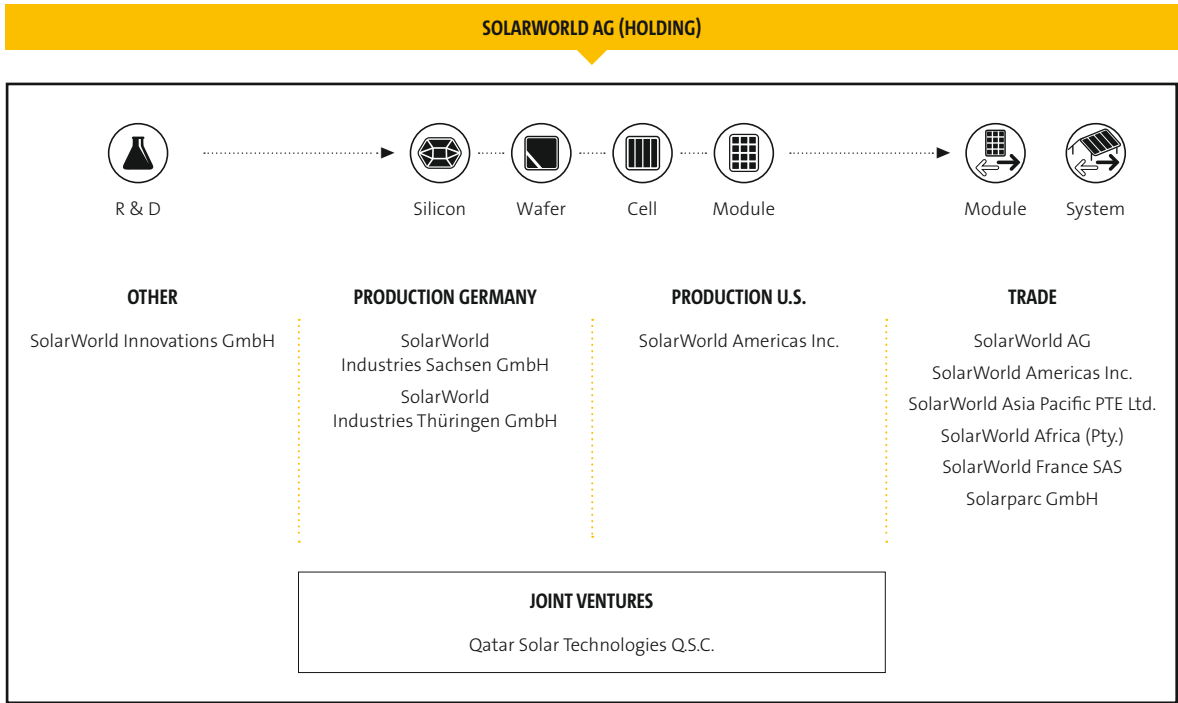 SOLARWORLD AG (HOLDING)
R & D
Silicon
Wafer
Cell
Module
Module
System
OTHER
SolarWorld Innovations GmbH
PRODUCTION GERMANY
SolarWorld
Industries Sachsen GmbH
SolarWorld
Industries Thüringen GmbH
PRODUCTION U.S.
SolarWorld Americas Inc.
TRADE
SolarWorld AG
SolarWorld Americas Inc.
SolarWorld Asia Pacific PTE Ltd.
SolarWorld Africa (Pty.)
SolarWorld France SAS
Solarparc GmbH
JOINT VENTURES
Qatar Solar Technologies Q.S.C.